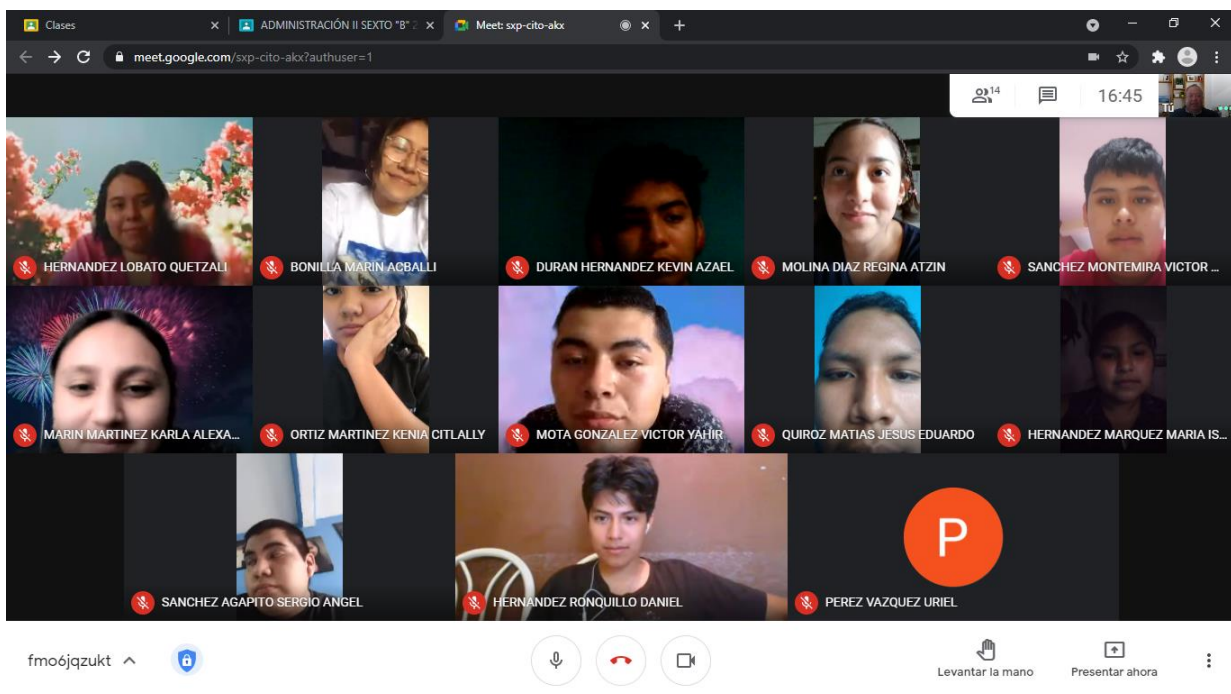 Clases
ADMINISTRACIÓN II SEXTO "B" 2
Meet: sxp-cito-akx
meet.google.com/sxp-cito-akx?authuser=1
14
16:45
Tú
HERNANDEZ LOBATO QUETZALI
BONILLA MARIN ACBALLI
DURAN HERNANDEZ KEVIN AZAEL
MOLINA DIAZ REGINA ATZIN
SANCHEZ MONTEMIRA VICTOR ...
MARIN MARTINEZ KARLA ALEXA...
ORTIZ MARTINEZ KENIA CITLALLY
MOTA GONZALEZ VICTOR YAHIR
QUIROZ MATIAS JESUS EDUARDO
HERNANDEZ MARQUEZ MARIA IS...
P
SANCHEZ AGAPITO SERGIO ANGEL
HERNANDEZ RONQUILLO DANIEL
PEREZ VAZQUEZ URIEL
fmo6jqzukt
Levantar la mano
Presentar ahora